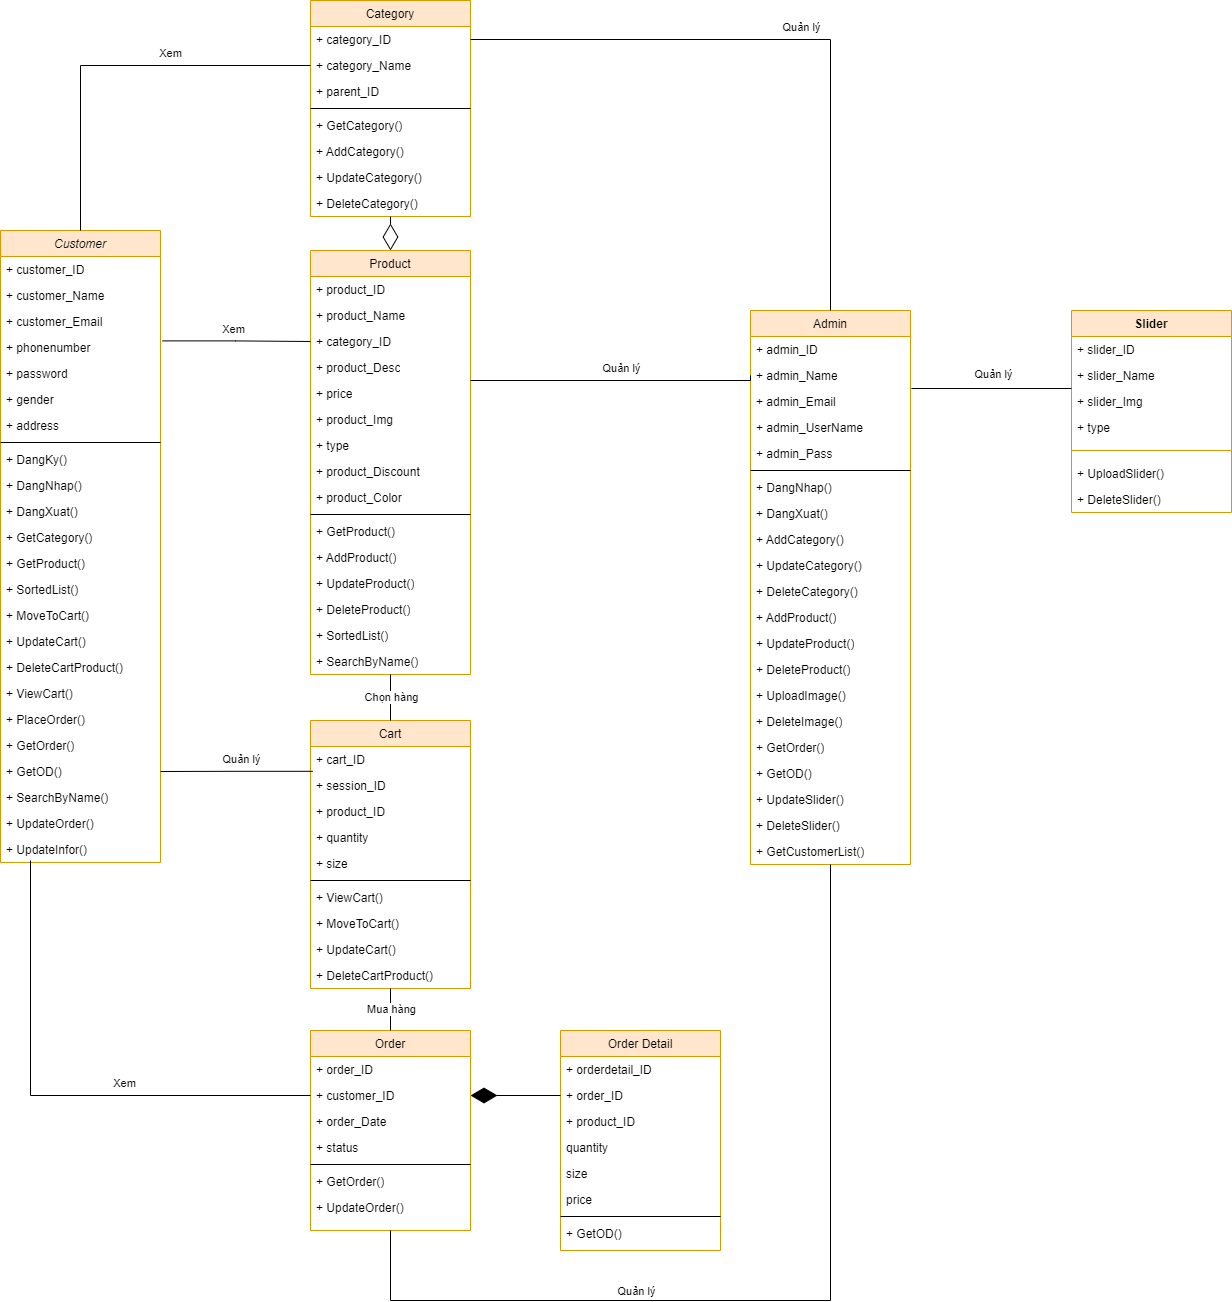 Category
+ category_ID
+ category_Name
+ parent_ID
+ GetCategory()
+ AddCategory()
+ UpdateCategory()
+ DeleteCategory()
Xem
Quản lý
Customer
+ customer_ID
+ customer_Name
+ customer_Email
+ phonenumber
+ password
+ gender
+ address
+ DangKy()
+ DangNhap()
+ DangXuat()
+ GetCategory()
+ GetProduct()
+ SortedList()
+ MoveToCart()
+ UpdateCart()
+ DeleteCartProduct()
+ ViewCart()
+ PlaceOrder()
+ GetOrder()
+ GetOD()
+ SearchByName()
+ UpdateOrder()
+ UpdateInfor()
Xem
Product
+ product_ID
+ product_Name
+ category_ID
+ product_Desc
+ price
+ product_Img
+ type
+ product_Discount
+ product_Color
+ GetProduct()
+ AddProduct()
+ UpdateProduct()
+ DeleteProduct()
+ SortedList()
+ SearchByName()
Quản lý
Admin
+ admin_ID
+ admin_Name
+ admin_Email
+ admin_UserName
+ admin_Pass
+ DangNhap()
+ DangXuat()
+ AddCategory()
+ UpdateCategory()
+ DeleteCategory()
+ AddProduct()
+ UpdateProduct()
+ DeleteProduct()
+ UploadImage()
+ DeleteImage()
+ GetOrder()
+ GetOD()
+ UpdateSlider()
+ DeleteSlider()
+ GetCustomerList()
Quản lý
Slider
+ slider_ID
+ slider_Name
+ slider_Img
+ type
+ UploadSlider()
+ DeleteSlider()
Chọn hàng
Quản lý
Cart
+ cart_ID
+ session_ID
+ product_ID
+ quantity
+ size
+ ViewCart()
+ MoveToCart()
+ UpdateCart()
+ DeleteCartProduct()
Mua hàng
Xem
Order
+ order_ID
+ customer_ID
+ order_Date
+ status
+ GetOrder()
+ UpdateOrder()
Order Detail
+ orderdetail_ID
+ order_ID
+ product_ID
quantity
size
price
+ GetOD()
Quản lý